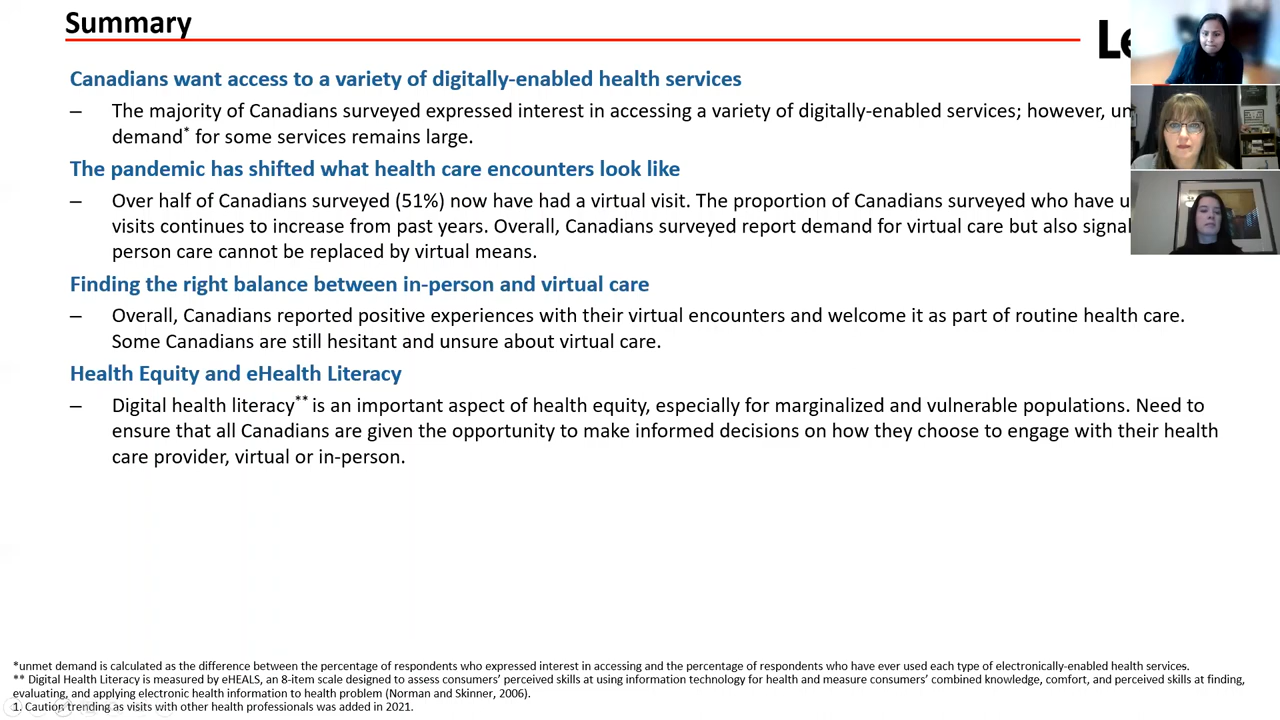 Summary
Canadians want access to a variety of digitally-enabled health services
– The majority of Canadians surveyed expressed interest in accessing a variety of digitally-enabled services; however,
demand* for some services remains large.
The pandemic has shifted what health care encounters look like
– Over half of Canadians surveyed (51%) now have had a virtual visit. The proportion of Canadians surveyed who have
visits continues to increase from past years. Overall, Canadians surveyed report demand for virtual care but also
person care cannot be replaced by virtual means.
Finding the right balance between in-person and virtual care
– Overall, Canadians reported positive experiences with their virtual encounters and welcome it as part of routine health care.
Some Canadians are still hesitant and unsure about virtual care.
Health Equity and eHealth Literacy
– Digital health literacy** is an important aspect of health equity, especially for marginalized and vulnerable populations. Need to
ensure that all Canadians are given the opportunity to make informed decisions on how they choose to engage with their health
care provider, virtual or in-person.
*unmet demand is calculated as the difference between the percentage of respondents who expressed interest in accessing and the percentage of respondents who have ever used each type of electronically-enabled health services.
** Digital Health Literacy is measured by eHEALS, an 8-item scale designed to assess consumers’ perceived skills at using information technology for health and measure consumers’ combined knowledge, comfort, and perceived skills at finding,
evaluating, and applying electronic health information to health problem (Norman and Skinner, 2006).
1. Caution trending as visits with other health professionals was added in 2021.